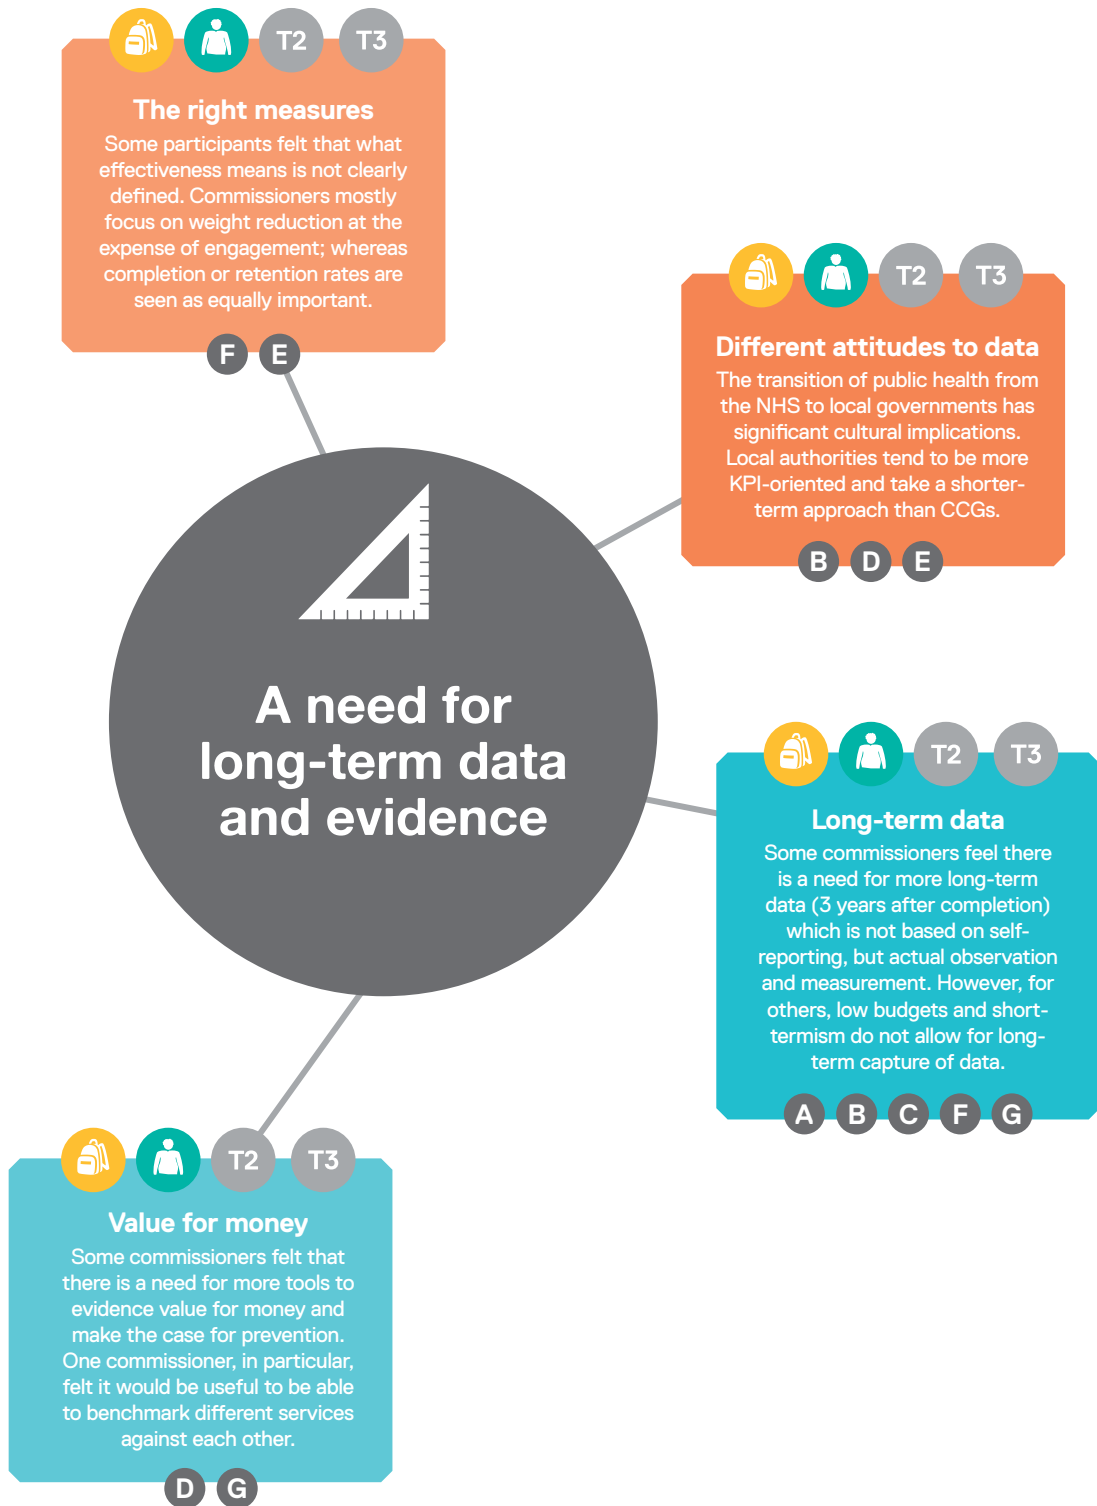 T2 T3
The right measures
Some participants felt that what
effectiveness means is not clearly
defined. Commissioners mostly
focus on weight reduction at the
expense of engagement; whereas
completion or retention rates are
seen as equally important.
F E
T2 T3
Different attitudes to data
The transition of public health from
the NHS to local governments has
significant cultural implications.
Local authorities tend to be more
KPI-oriented and take a shorter-
term approach than CCGs.
B D E
A need for
long-term data
and evidence
T2 T3
Long-term data
Some commissioners feel there
is a need for more long-term
data (3 years after completion)
which is not based on self-
reporting, but actual observation
and measurement. However, for
others, low budgets and short-
termism do not allow for long-
term capture of data.
A B C F G
T2 T3
Value for money
Some commissioners felt that
there is a need for more tools to
evidence value for money and
make the case for prevention.
One commissioner, in particular,
felt it would be useful to be able
to benchmark different services
against each other.
D G